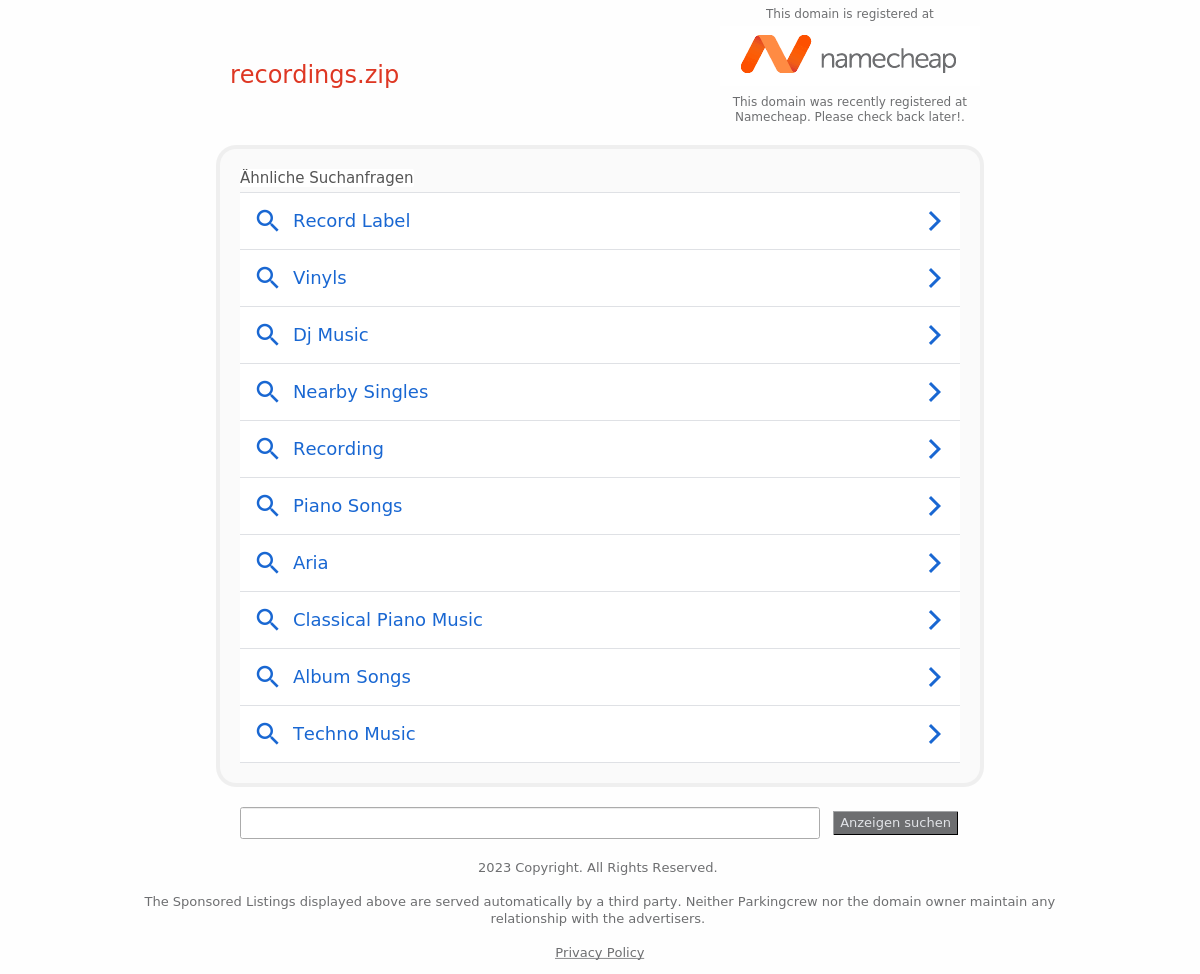 This domain is registered at
namecheap
recordings.zip
This domain was recently registered at
Namecheap. Please check back later!.
Ähnliche Suchanfragen
Record Label
Vinyls
Dj Music
Nearby Singles
Recording
Piano Songs
Aria
Classical Piano Music
Album Songs
Techno Music
Anzeigen suchen
2023 Copyright. All Rights Reserved.
The Sponsored Listings displayed above are served automatically by a third party. Neither Parkingcrew nor the domain owner maintain any
relationship with the advertisers.
Privacy Policy